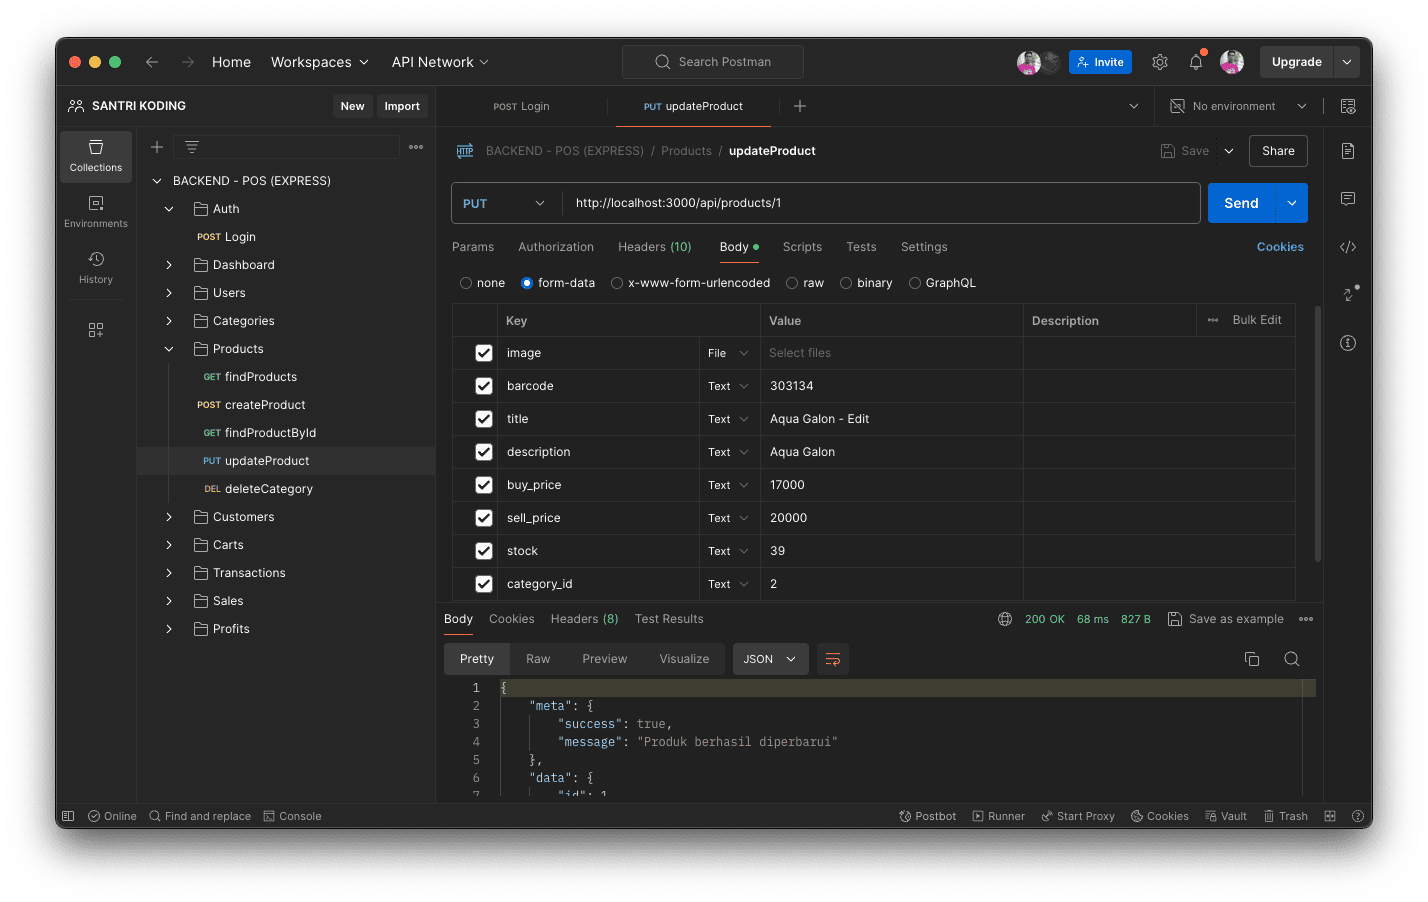 Home Workspaces API Network Search Postman Invite Upgrade
SANTRI KODING New Import POST Login PUT updateProduct No environment
Collections
Environments
History
BACKEND - POS (EXPRESS)
Auth
POST Login
Dashboard
Users
Categories
Products
GET findProducts
POST createProduct
GET findProductById
PUT updateProduct
DEL deleteCategory
Customers
Carts
Transactions
Sales
Profits
HTTP BACKEND - POS (EXPRESS) / Products / updateProduct Save Share
PUT http://localhost:3000/api/products/1 Send
Params Authorization Headers (10) Body Scripts Tests Settings Cookies
none form-data x-www-form-urlencoded raw binary GraphQL
Key Value Description Bulk Edit
image File Select files
barcode Text 303134
title Text Aqua Galon - Edit
description Text Aqua Galon
buy_price Text 17000
sell_price Text 20000
stock Text 39
category_id Text 2
Body Cookies Headers (8) Test Results 200 OK 68 ms 827 B Save as example
Pretty Raw Preview Visualize JSON
1 {
2 "meta": {
3 "success": true,
4 "message": "Produk berhasil diperbarui"
5 },
6 "data": {
7 "id": 1
Online Find and replace Console Postbot Runner Start Proxy Cookies Vault Trash